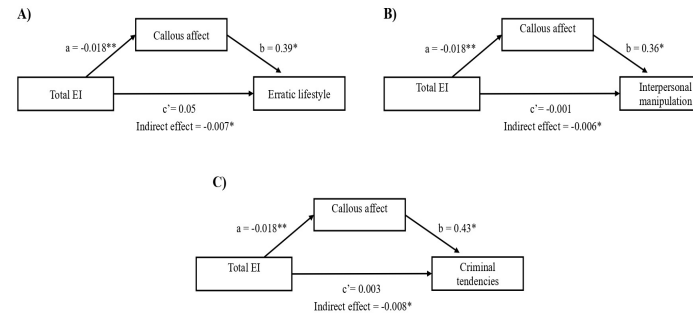 A)
Callous affect
a = -0.018**
b = 0.39*
Total EI
Erratic lifestyle
c’= 0.05
Indirect effect = -0.007*
B)
Callous affect
a = -0.018**
b = 0.36*
Total EI
Interpersonal
manipulation
c’= -0.001
Indirect effect = -0.006*
C)
Callous affect
a = -0.018**
b = 0.43*
Total EI
Criminal
tendencies
c’= 0.003
Indirect effect = -0.008*